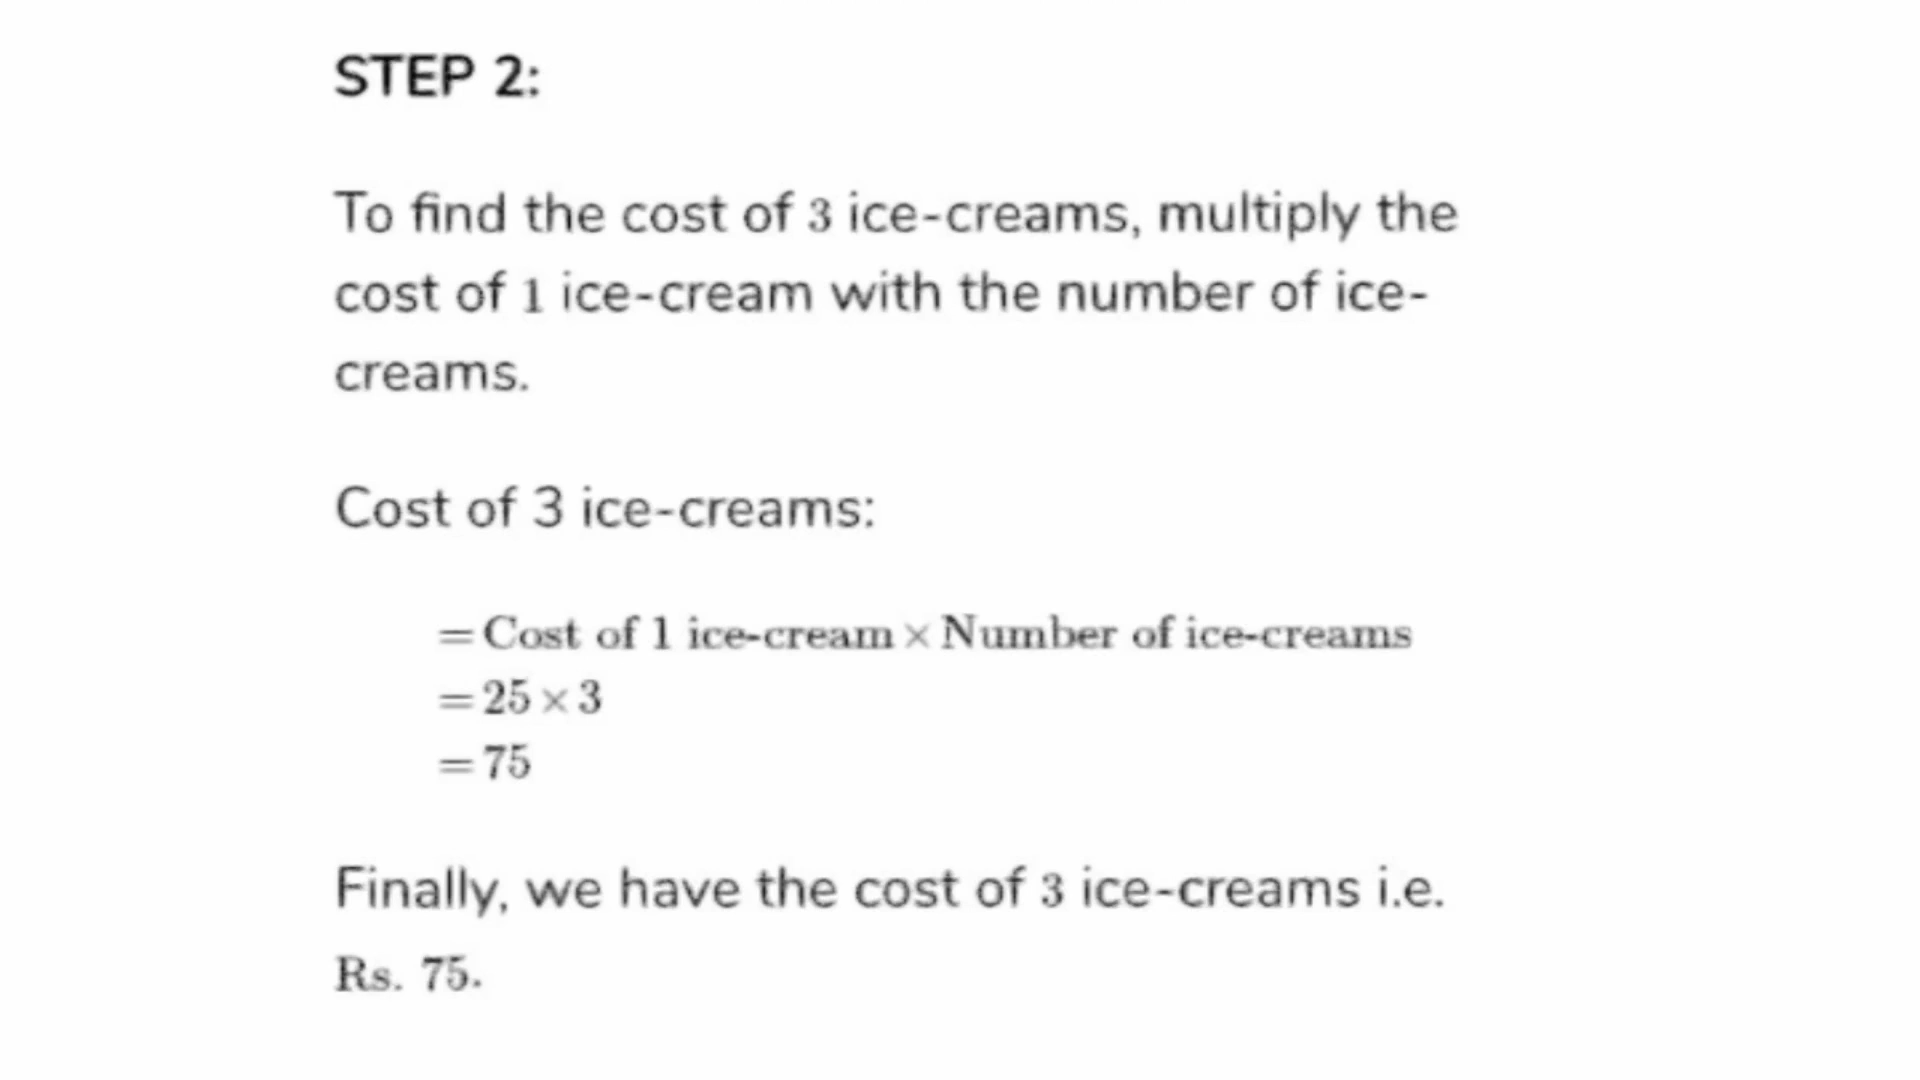 STEP 2:
To find the cost of 3 ice-creams, multiply the
cost of 1 ice-cream with the number of ice-
creams.
Cost of 3 ice-creams:
= Cost of 1 ice-cream × Number of ice-creams
= 25 × 3
= 75
Finally, we have the cost of 3 ice-creams i.e.
Rs. 75.